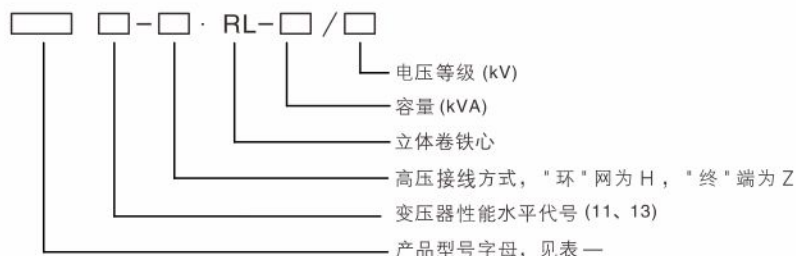 - · RL- /
电压等级 (kV)
容量 (kVA)
立体卷铁心
高压接线方式， "环"网为 H ， "终"端为 Z
变压器性能水平代号 (11、13)
产品型号字母，见表一